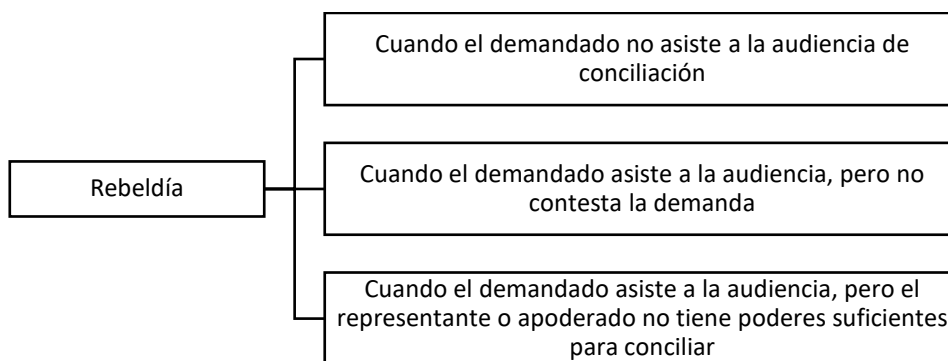 Cuando el demandado no asiste a la audiencia de
conciliación
Rebeldía
Cuando el demandado asiste a la audiencia, pero no
contesta la demanda
Cuando el demandado asiste a la audiencia, pero el
representante o apoderado no tiene poderes suficientes
para conciliar